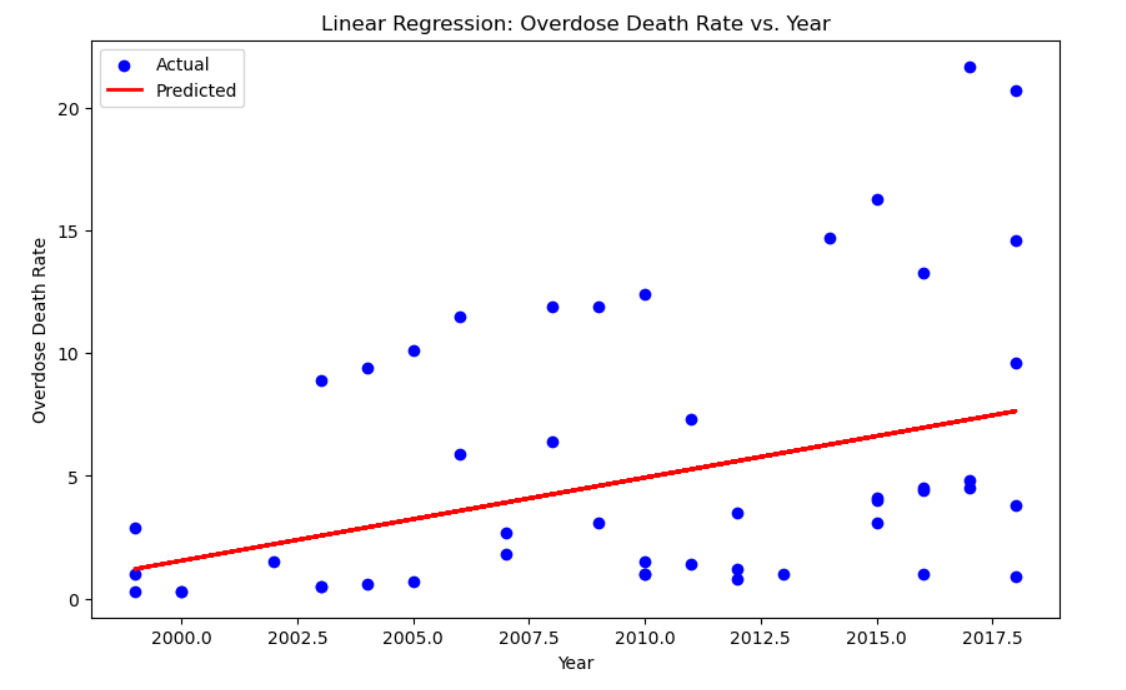 Linear Regression: Overdose Death Rate vs. Year
Actual
Predicted
Overdose Death Rate
20
15
10
5
0
2000.0 2002.5 2005.0 2007.5 2010.0 2012.5 2015.0 2017.5
Year